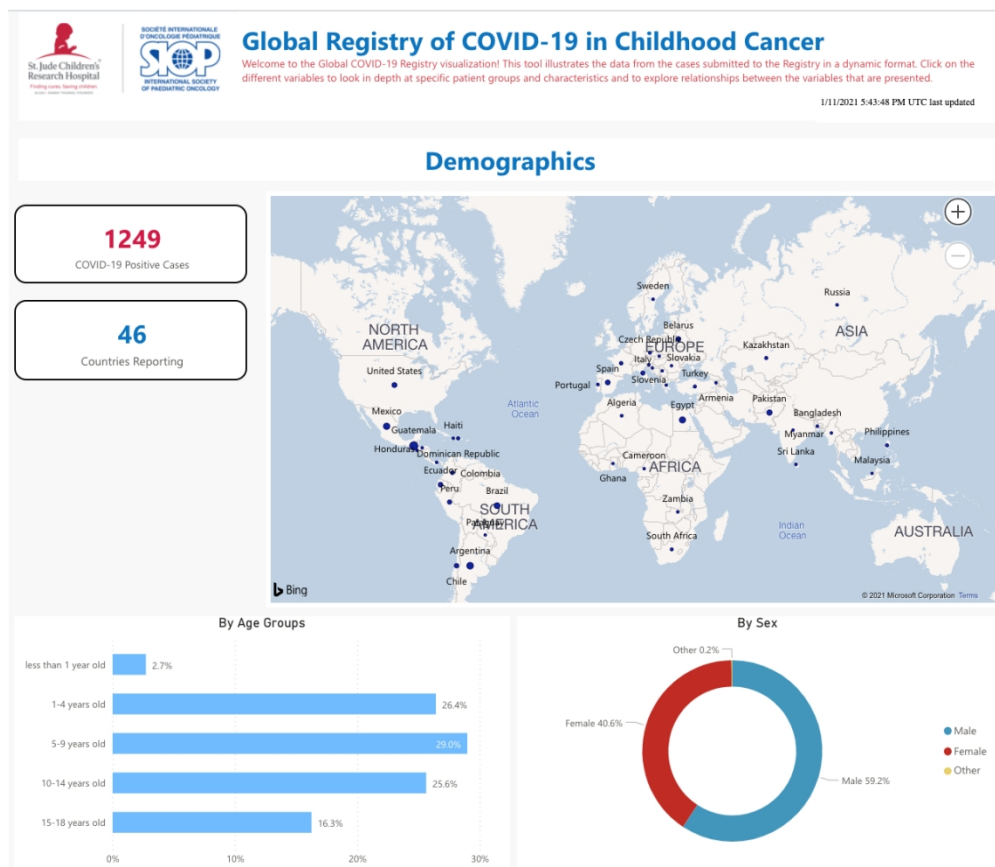 St. Jude Children's
Research Hospital
Finding cures. Saving children.
SOCIÉTÉ INTERNATIONALE
D'ONCOLOGIE PÉDIATRIQUE
SIOP
INTERNATIONAL SOCIETY
OF PAEDIATRIC ONCOLOGY
Global Registry of COVID-19 in Childhood Cancer
Welcome to the Global COVID-19 Registry visualization! This tool illustrates the data from the cases submitted to the Registry in a dynamic format. Click on the
different variables to look in depth at specific patient groups and characteristics and to explore relationships between the variables that are presented.
1/11/2021 5:43:48 PM UTC last updated
Demographics
1249
COVID-19 Positive Cases
46
Countries Reporting
Sweden
Russia
Belarus
NORTH
AMERICA
ASIA
Czech Republic
EUROPE
Kazakhstan
Italy
Slovakia
United States
Spain
Slovenia
Turkey
Portugal
Armenia
Pakistan
Atlantic
Ocean
Algeria
Egypt
Mexico
Bangladesh
Guatemala
Haiti
Myanmar
Philippines
Honduras
Dominican Republic
Cameroon
Sri Lanka
Malaysia
Ecuador
Colombia
AFRICA
Ghana
Peru
Brazil
Zambia
SOUTH
AMERICA
Paraguay
Indian
Ocean
AUSTRALIA
South Africa
Argentina
Chile
Bing
© 2021 Microsoft Corporation Terms
By Age Groups
less than 1 year old
2.7%
1-4 years old
26.4%
5-9 years old
29.0%
10-14 years old
25.6%
15-18 years old
16.3%
0%
10%
20%
30%
By Sex
Other 0.2%
Female 40.6%
Male 59.2%
Male
Female
Other